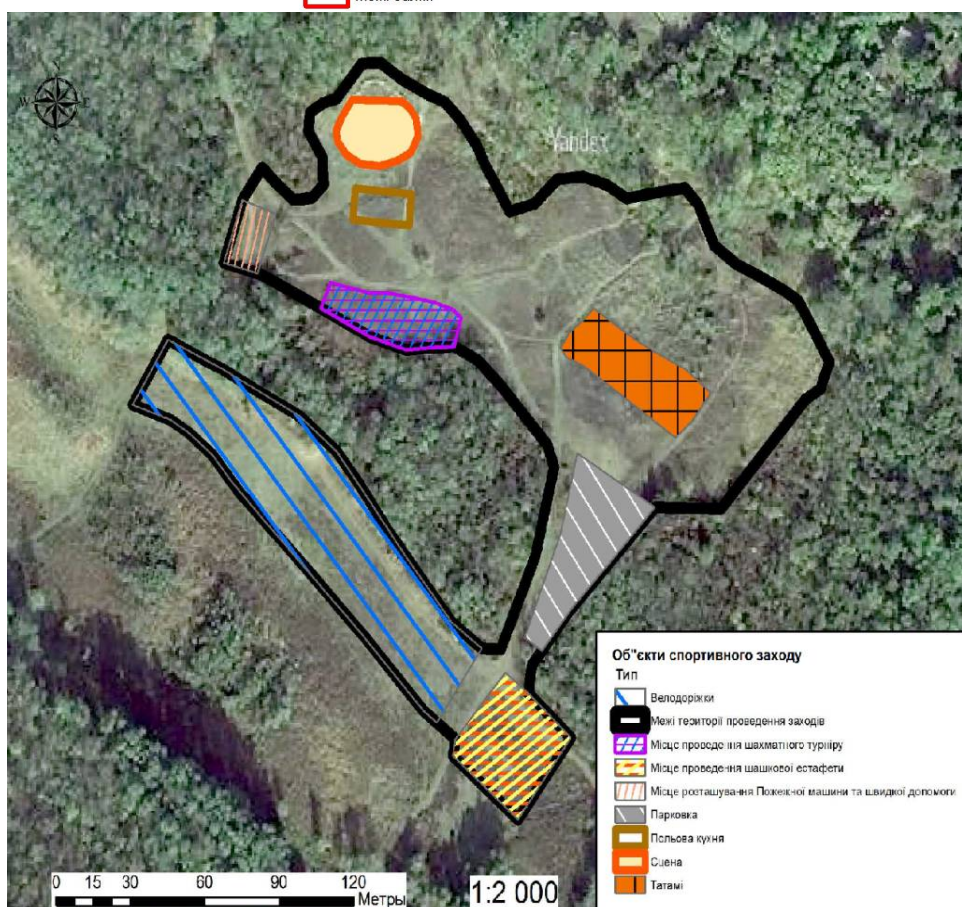 Yandex
W
E
Об"єкти спортивного заходу
Тип
Велодоріжки
Межі території проведення заходів
Місце проведення шахматного турніру
Місце проведення шашкової естафети
Місце розташування Пожежної машини та швидкої допомоги
Парковка
Польова кухня
Сцена
Татамі
0 15 30 60 90 120
Метры
1:2 000